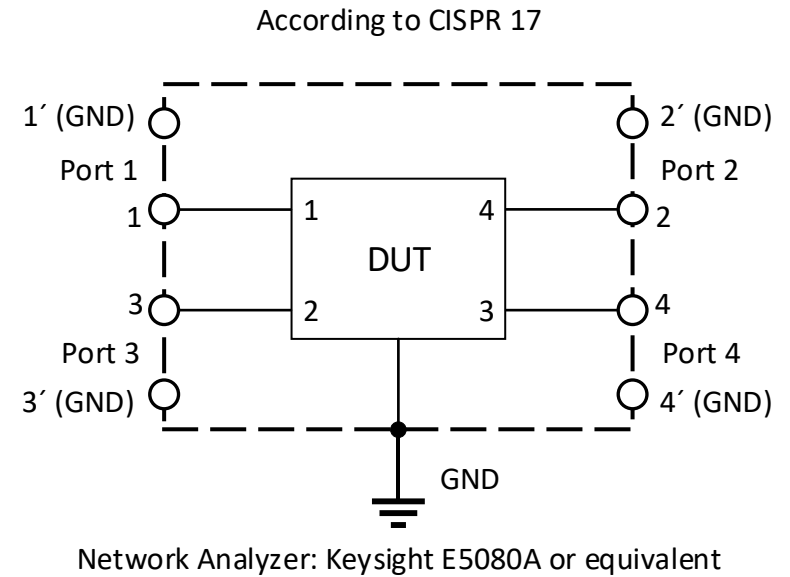 According to CISPR 17
1´ (GND)
2´ (GND)
Port 1
Port 2
1
1
4
2
DUT
3
2
3
4
Port 3
Port 4
3´ (GND)
4´ (GND)
GND
Network Analyzer: Keysight E5080A or equivalent